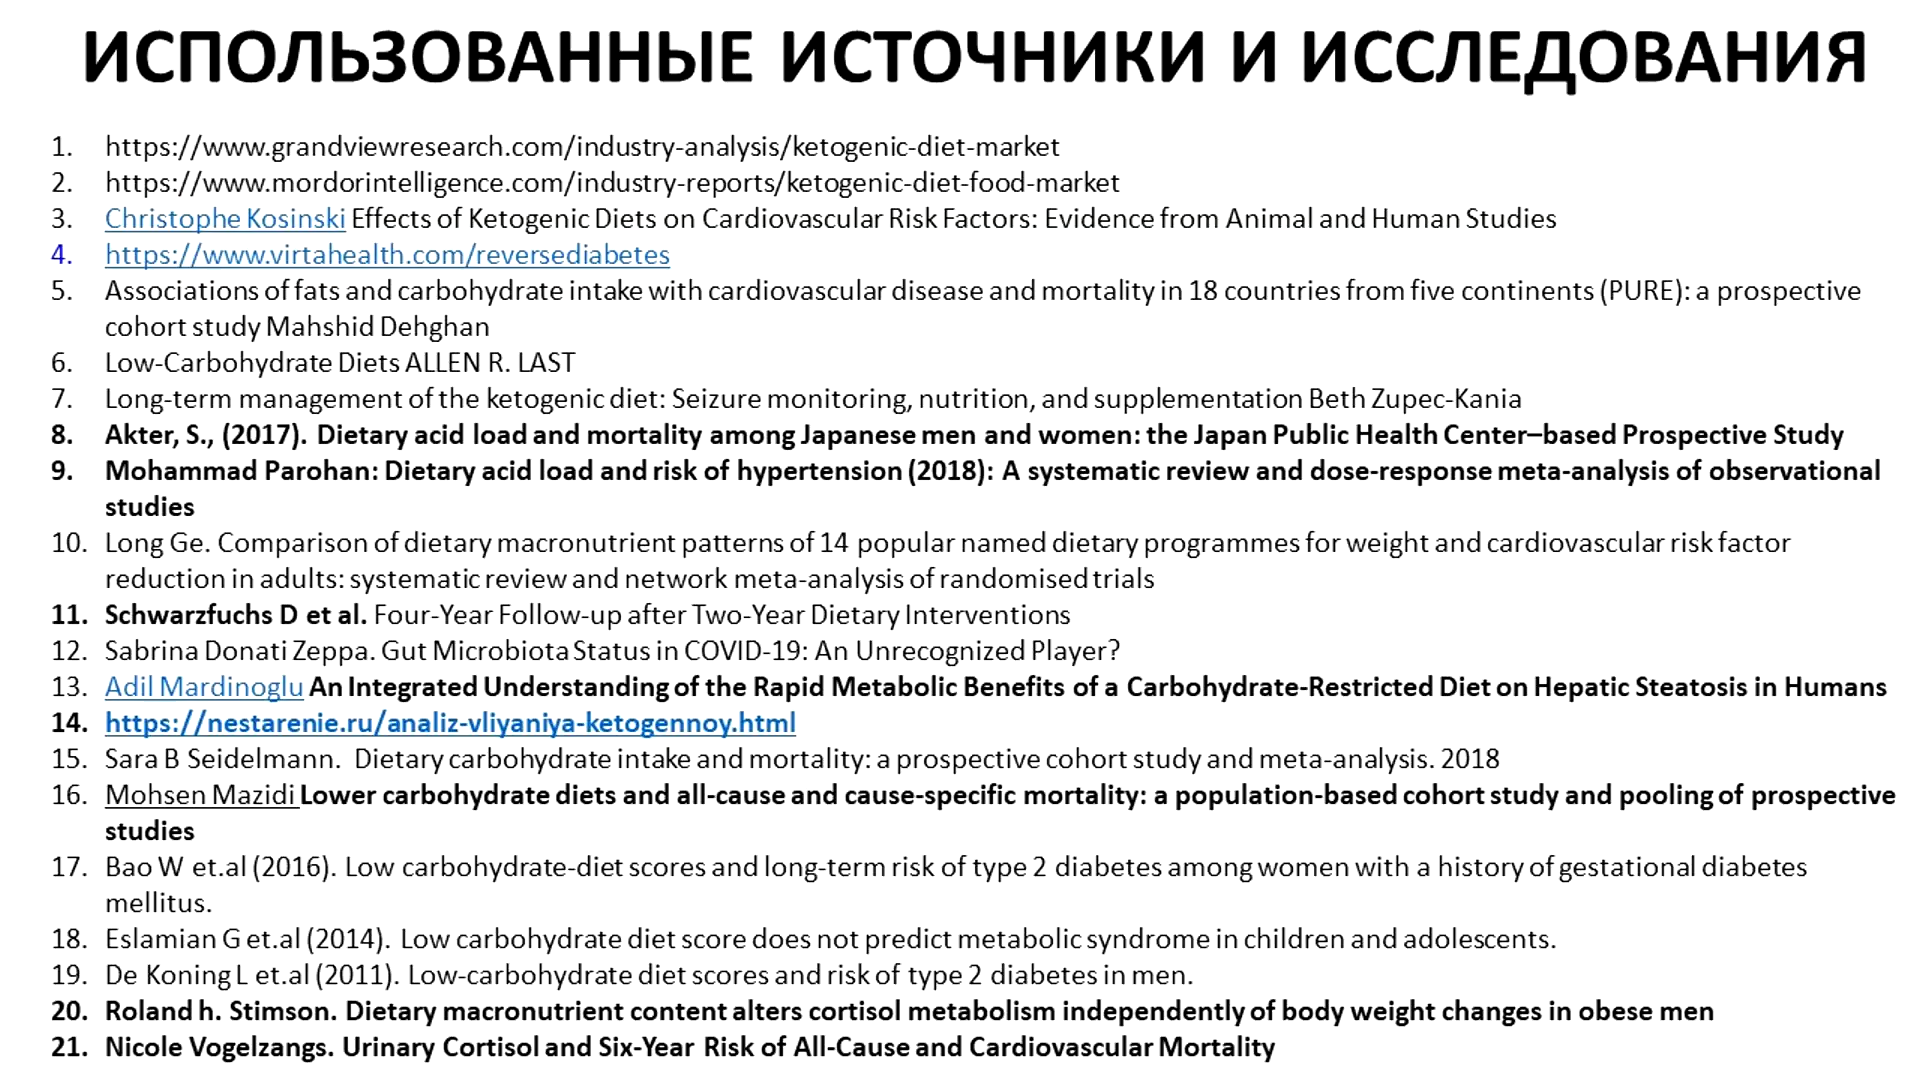 ИСПОЛЬЗОВАННЫЕ ИСТОЧНИКИ И ИССЛЕДОВАНИЯ
1. https://www.grandviewresearch.com/industry-analysis/ketogenic-diet-market
2. https://www.mordorintelligence.com/industry-reports/ketogenic-diet-food-market
3. Christophe Kosinski Effects of Ketogenic Diets on Cardiovascular Risk Factors: Evidence from Animal and Human Studies
4. https://www.virtahealth.com/reversediabetes
5. Associations of fats and carbohydrate intake with cardiovascular disease and mortality in 18 countries from five continents (PURE): a prospective
cohort study Mahshid Dehghan
6. Low-Carbohydrate Diets ALLEN R. LAST
7. Long-term management of the ketogenic diet: Seizure monitoring, nutrition, and supplementation Beth Zupec-Kania
8. Akter, S., (2017). Dietary acid load and mortality among Japanese men and women: the Japan Public Health Center–based Prospective Study
9. Mohammad Parohan: Dietary acid load and risk of hypertension (2018): A systematic review and dose-response meta-analysis of observational
studies
10. Long Ge. Comparison of dietary macronutrient patterns of 14 popular named dietary programmes for weight and cardiovascular risk factor
reduction in adults: systematic review and network meta-analysis of randomised trials
11. Schwarzfuchs D et al. Four-Year Follow-up after Two-Year Dietary Interventions
12. Sabrina Donati Zeppa. Gut Microbiota Status in COVID-19: An Unrecognized Player?
13. Adil Mardinoglu An Integrated Understanding of the Rapid Metabolic Benefits of a Carbohydrate-Restricted Diet on Hepatic Steatosis in Humans
14. https://nestarenie.ru/analiz-vliyaniya-ketogennoy.html
15. Sara B Seidelmann. Dietary carbohydrate intake and mortality: a prospective cohort study and meta-analysis. 2018
16. Mohsen Mazidi Lower carbohydrate diets and all-cause and cause-specific mortality: a population-based cohort study and pooling of prospective
studies
17. Bao W et.al (2016). Low carbohydrate-diet scores and long-term risk of type 2 diabetes among women with a history of gestational diabetes
mellitus.
18. Eslamian G et.al (2014). Low carbohydrate diet score does not predict metabolic syndrome in children and adolescents.
19. De Koning L et.al (2011). Low-carbohydrate diet scores and risk of type 2 diabetes in men.
20. Roland h. Stimson. Dietary macronutrient content alters cortisol metabolism independently of body weight changes in obese men
21. Nicole Vogelzangs. Urinary Cortisol and Six-Year Risk of All-Cause and Cardiovascular Mortality